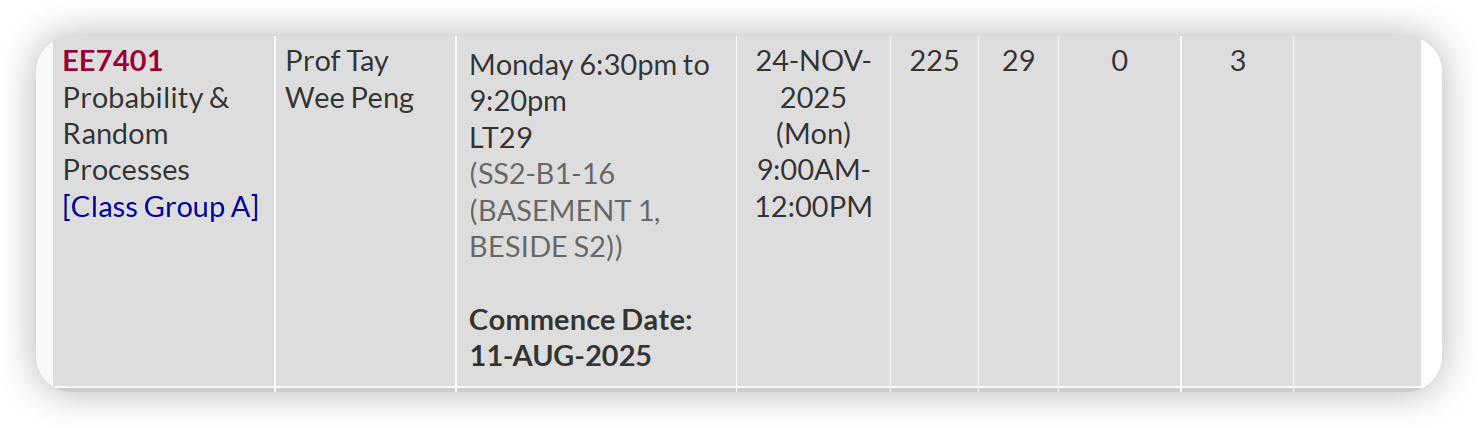 EE7401
Probability &
Random
Processes
[Class Group A]
Prof Tay
Wee Peng
Monday 6:30pm to
9:20pm
LT29
(SS2-B1-16
(BASEMENT 1,
BESIDE S2))
Commence Date:
11-AUG-2025
24-NOV-
2025
(Mon)
9:00AM-
12:00PM
225
29
0
3